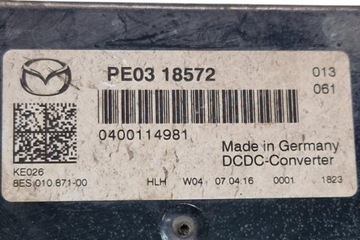 PE03 18572
013
061
0400114981
Made in Germany
DCDC-Converter
KE026
8ES 010 871-00
HLH W04 07.04.16 0001 1823